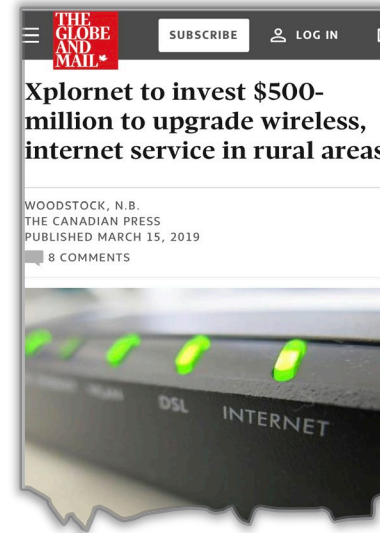 THE
GLOBE
AND
MAIL
SUBSCRIBE
LOG IN
Xplornet to invest $500-
million to upgrade wireless,
internet service in rural areas
WOODSTOCK, N.B.
THE CANADIAN PRESS
PUBLISHED MARCH 15, 2019
8 COMMENTS
DSL
INTERNET